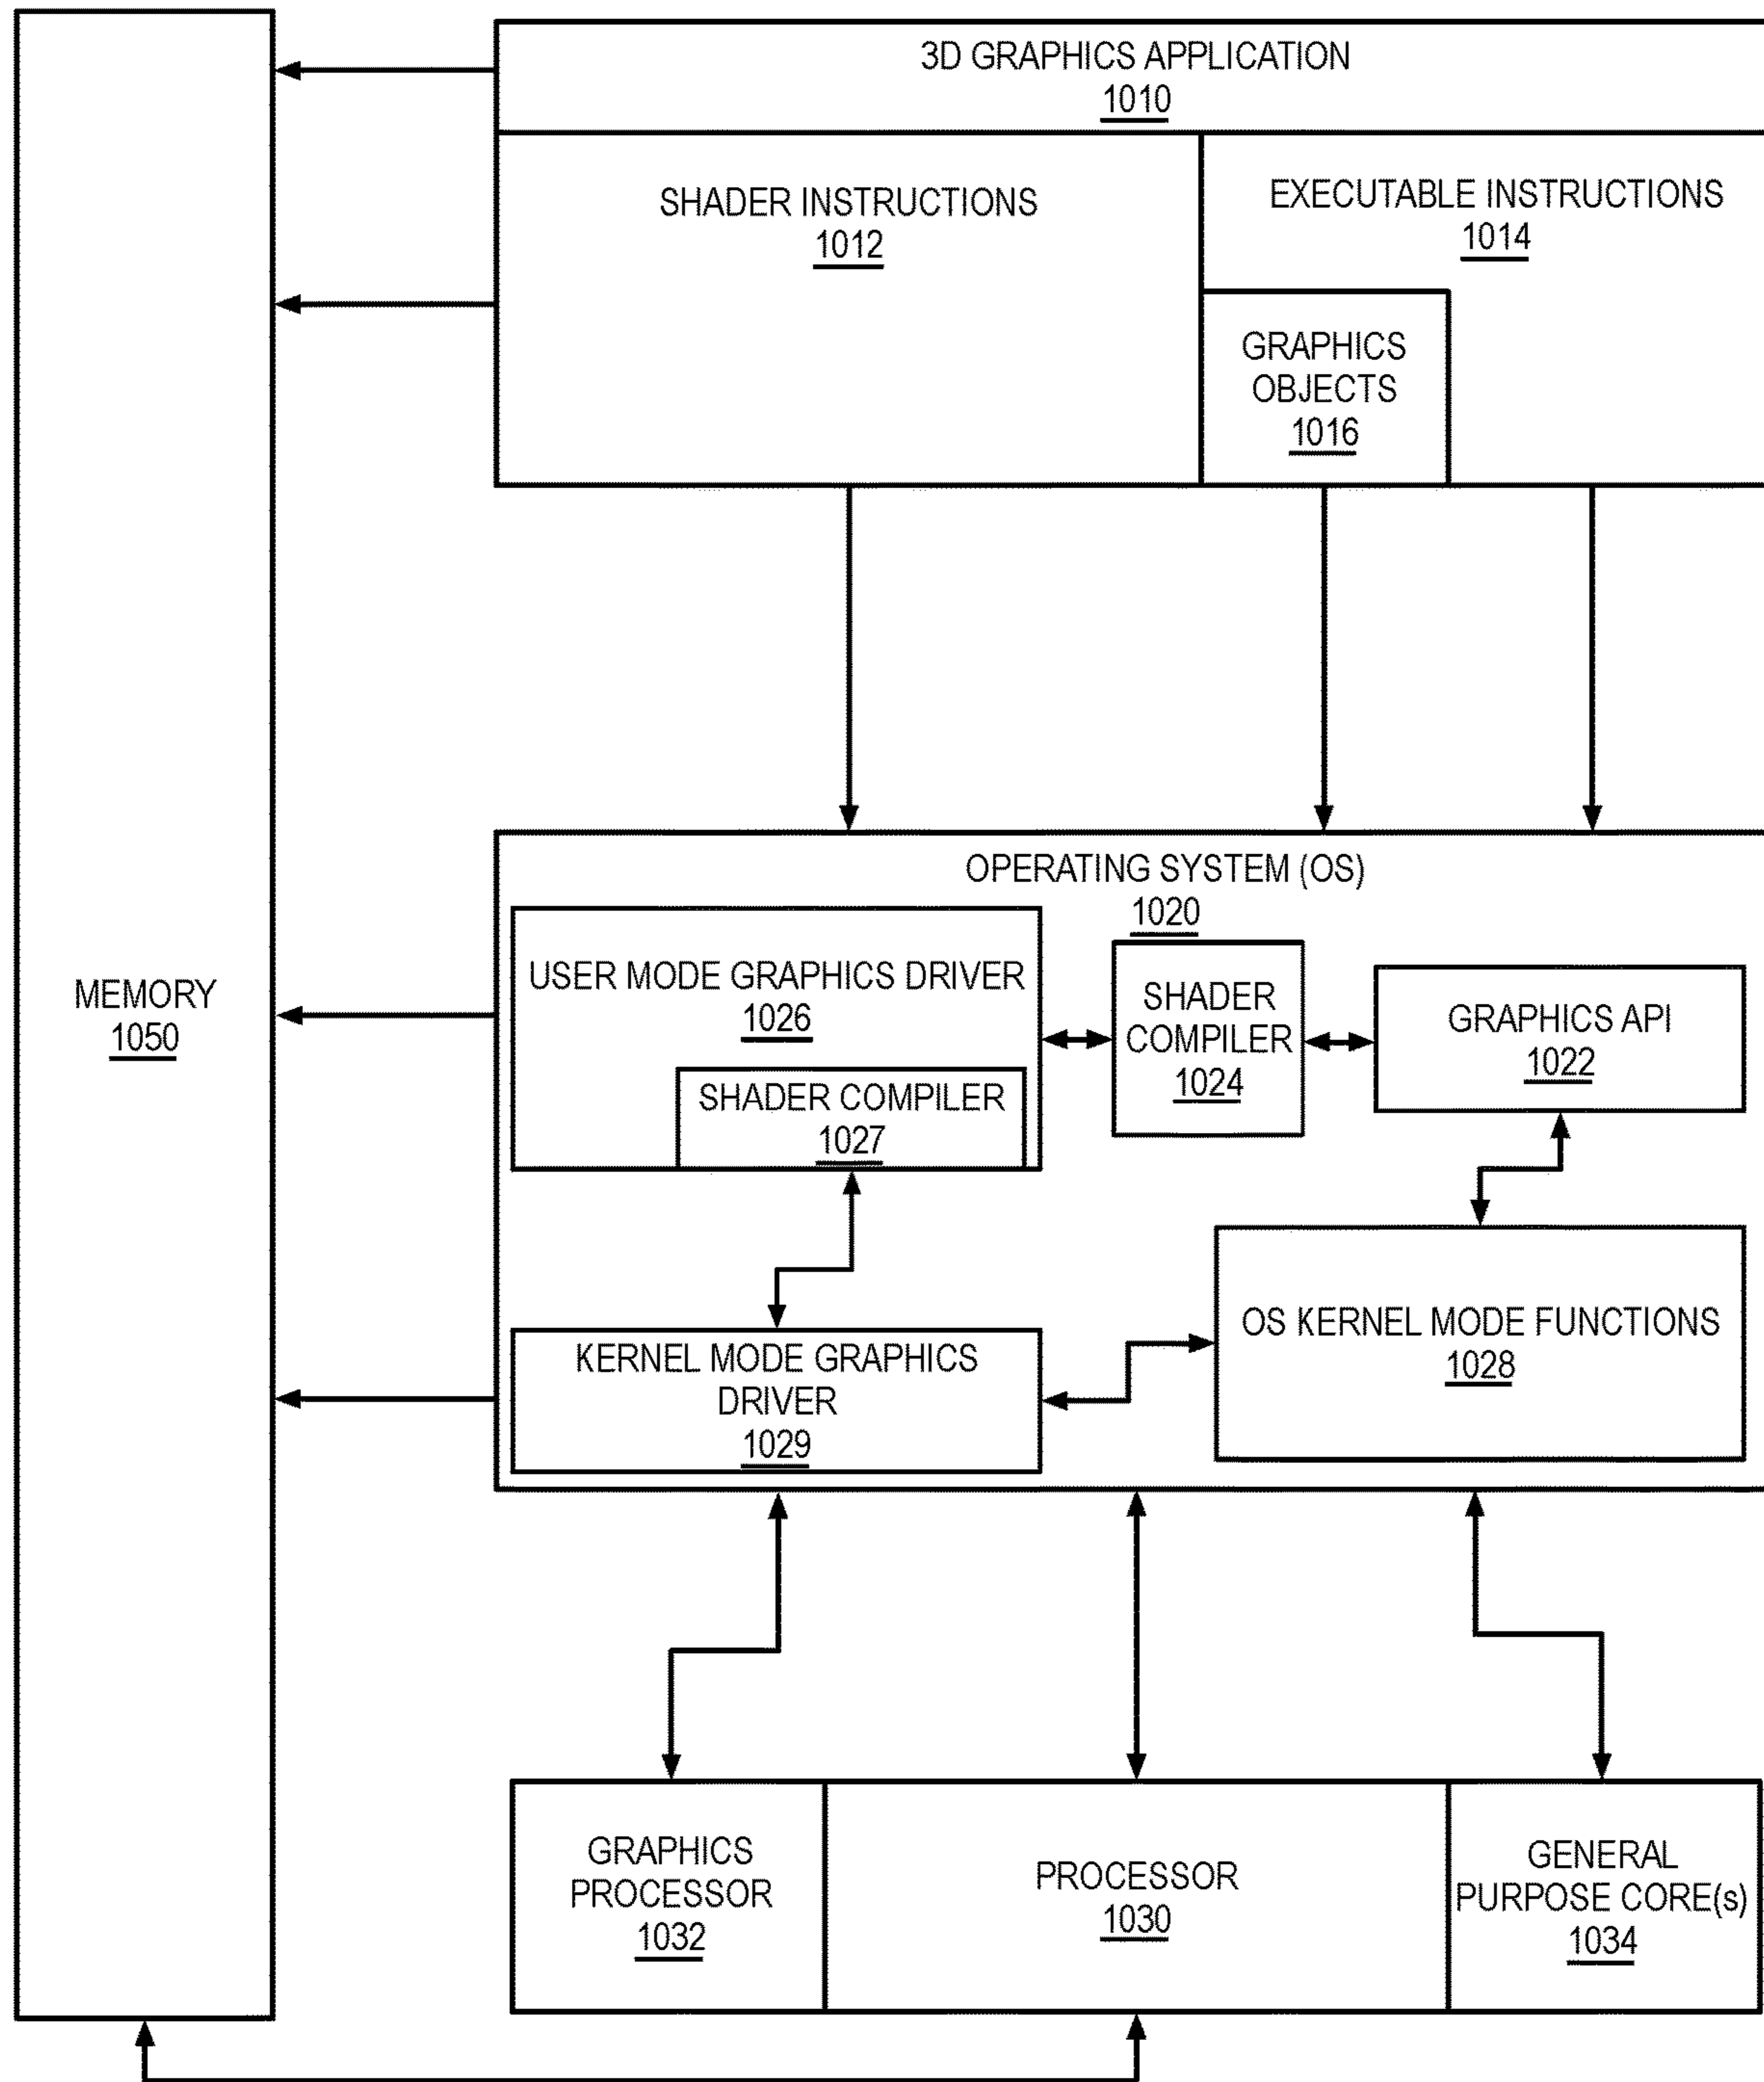 3D GRAPHICS APPLICATION
1010
SHADER INSTRUCTIONS
1012
EXECUTABLE INSTRUCTIONS
1014
GRAPHICS
OBJECTS
1016
OPERATING SYSTEM (OS)
1020
USER MODE GRAPHICS DRIVER
1026
SHADER COMPILER
1027
SHADER
COMPILER
1024
GRAPHICS API
1022
MEMORY
1050
KERNEL MODE GRAPHICS
DRIVER
1029
OS KERNEL MODE FUNCTIONS
1028
GRAPHICS
PROCESSOR
1032
PROCESSOR
1030
GENERAL
PURPOSE CORE(s)
1034